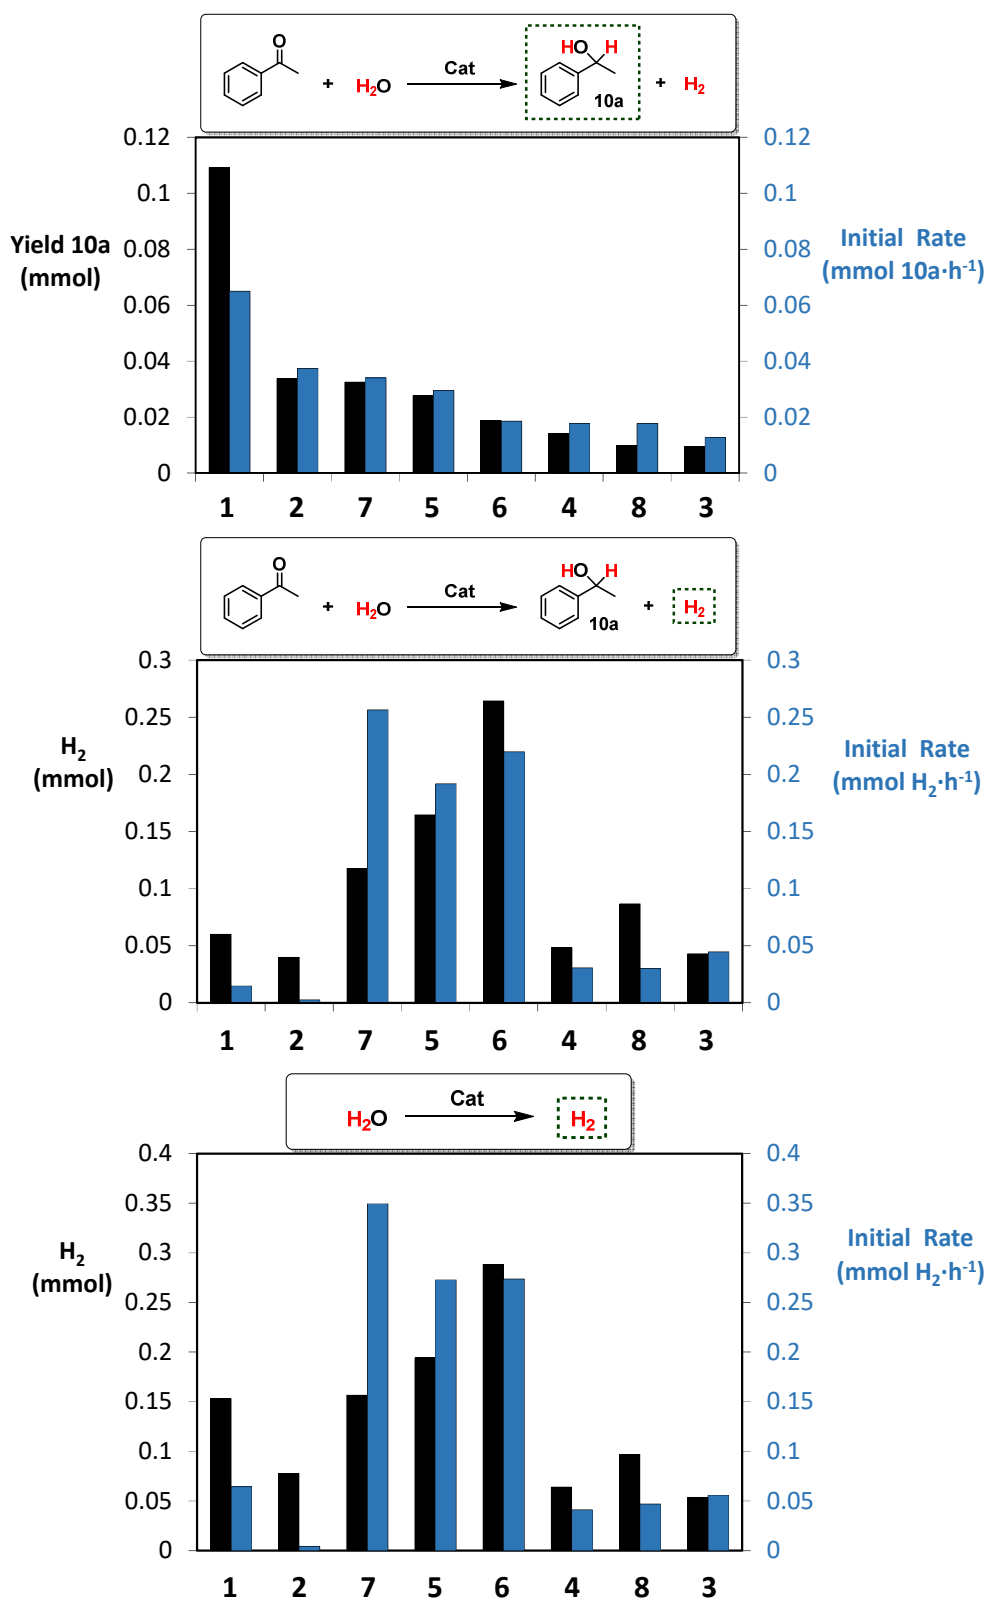 O
HO H
Cat
+ H2O + H2
10a
0.12 0.12
0.1 0.1
Yield 10a 0.08 0.08 Initial Rate
(mmol) (mmol 10a·h-1)
0.06 0.06
0.04 0.04
0.02 0.02
0 0
1 2 7 5 6 4 8 3
O
HO H
Cat
+ H2O + H2
10a
0.3 0.3
0.25 0.25
H2 Initial Rate
(mmol) (mmol H2·h-1)
0.2 0.2
0.15 0.15
0.1 0.1
0.05 0.05
0 0
1 2 7 5 6 4 8 3
Cat
H2O H2
0.4 0.4
0.35 0.35
H2 Initial Rate
0.3 0.3
(mmol) (mmol H2·h-1)
0.25 0.25
0.2 0.2
0.15 0.15
0.1 0.1
0.05 0.05
0 0
1 2 7 5 6 4 8 3